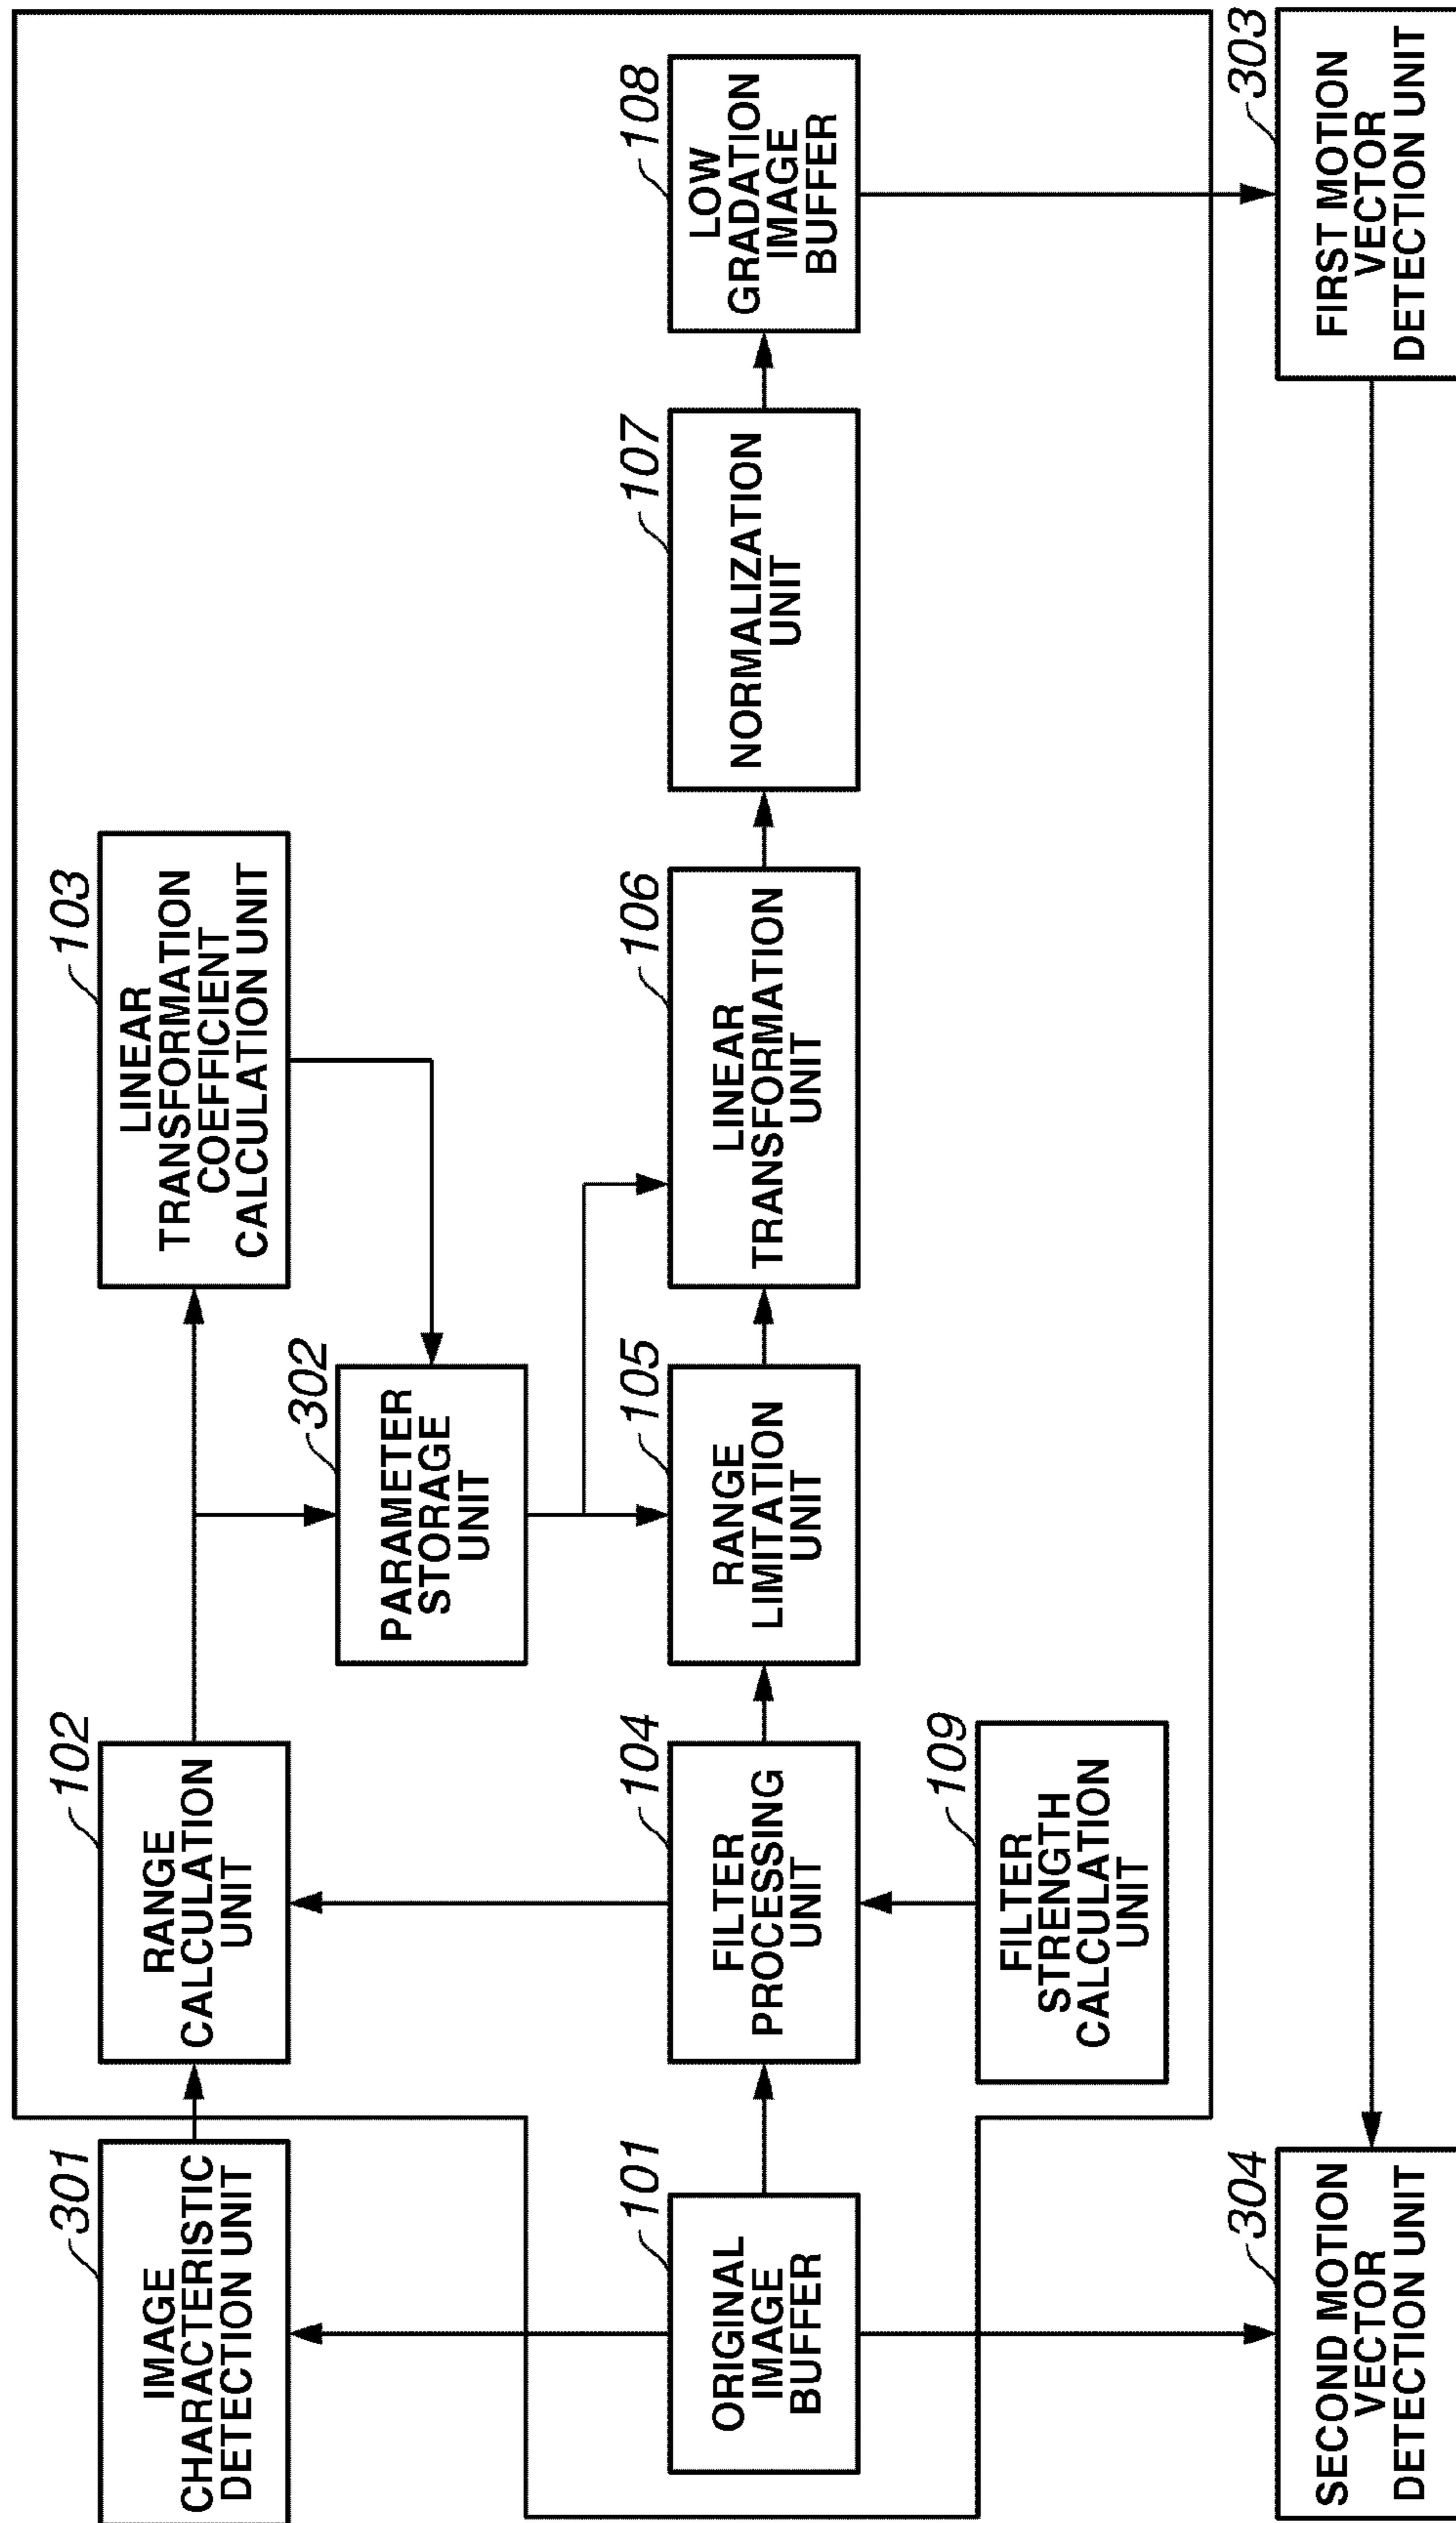 301
IMAGE
CHARACTERISTIC
DETECTION UNIT
102
RANGE
CALCULATION
UNIT
103
LINEAR
TRANSFORMATION
COEFFICIENT
CALCULATION UNIT
302
PARAMETER
STORAGE
UNIT
101
ORIGINAL
IMAGE
BUFFER
104
FILTER
PROCESSING
UNIT
105
RANGE
LIMITATION
UNIT
106
LINEAR
TRANSFORMATION
UNIT
107
NORMALIZATION
UNIT
108
LOW
GRADATION
IMAGE
BUFFER
109
FILTER
STRENGTH
CALCULATION
UNIT
304
SECOND MOTION
VECTOR
DETECTION UNIT
303
FIRST MOTION
VECTOR
DETECTION UNIT